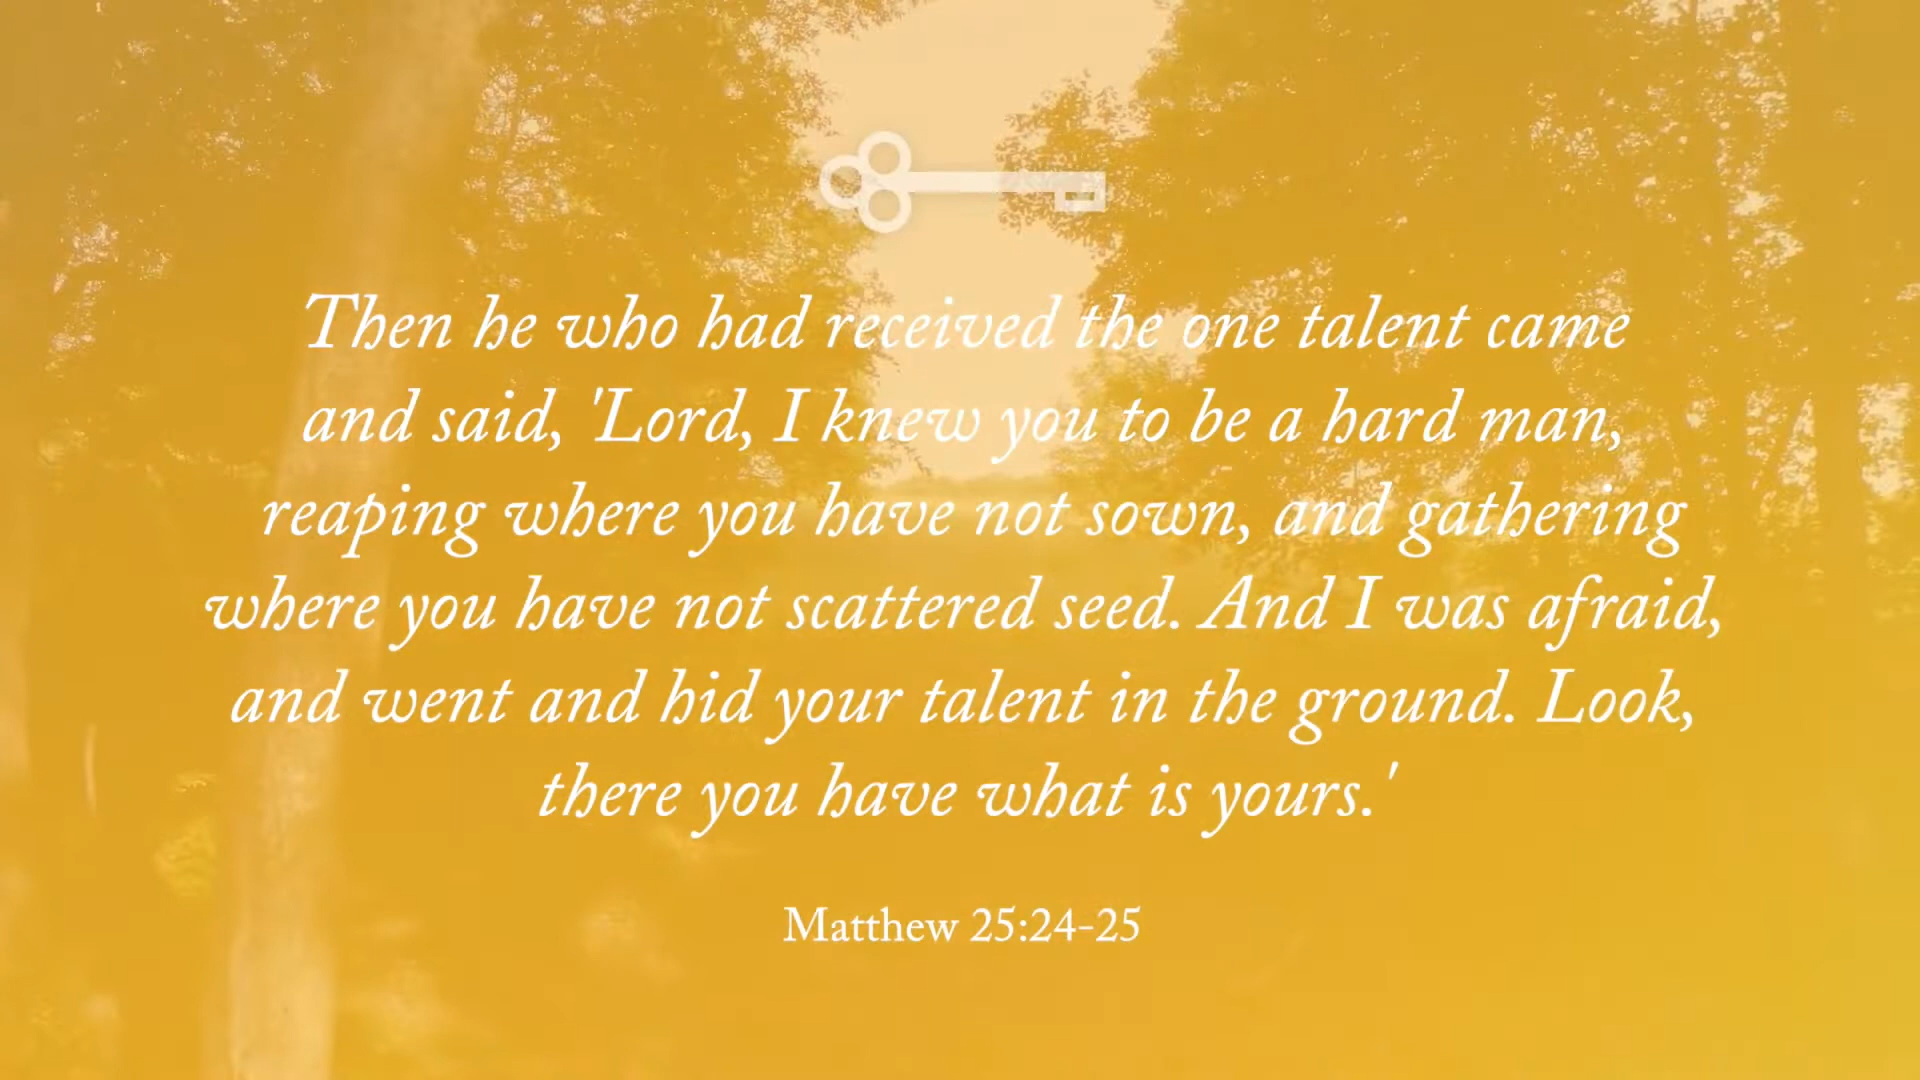 Then he who had received the one talent came
and said, 'Lord, I knew you to be a hard man,
reaping where you have not sown, and gathering
where you have not scattered seed. And I was afraid,
and went and hid your talent in the ground. Look,
there you have what is yours.'
Matthew 25:24-25